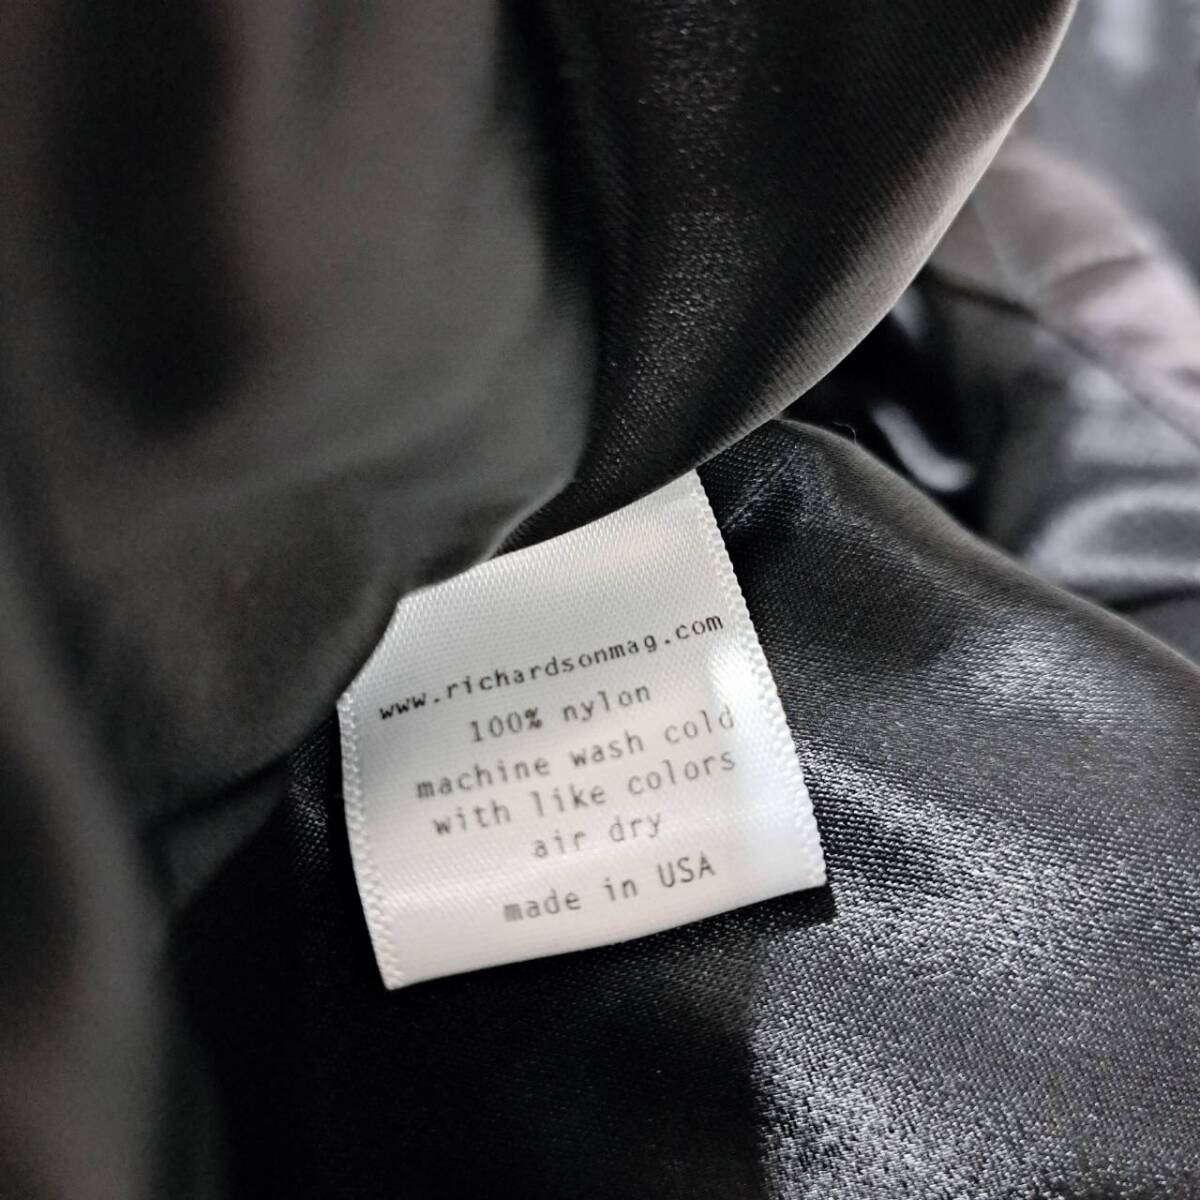 www.richardsonmag.com
100% nylon
machine wash cold
with like colors
air dry
made in USA